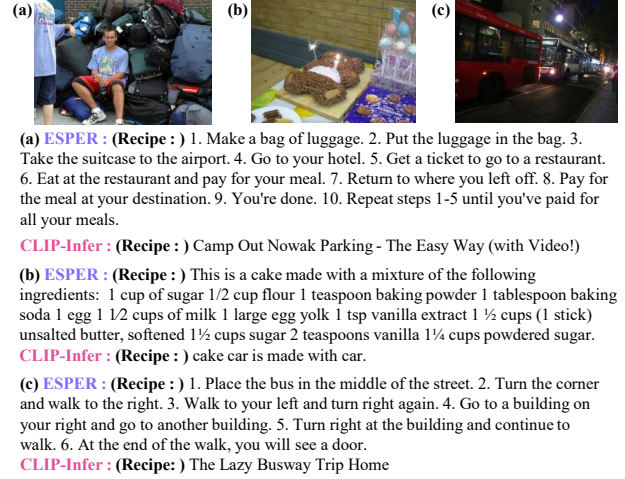 (a) (b) (c)
(a) ESPER : (Recipe : ) 1. Make a bag of luggage. 2. Put the luggage in the bag. 3.
Take the suitcase to the airport. 4. Go to your hotel. 5. Get a ticket to go to a restaurant.
6. Eat at the restaurant and pay for your meal. 7. Return to where you left off. 8. Pay for
the meal at your destination. 9. You're done. 10. Repeat steps 1-5 until you've paid for
all your meals.
CLIP-Infer : (Recipe : ) Camp Out Nowak Parking - The Easy Way (with Video!)
(b) ESPER : (Recipe : ) This is a cake made with a mixture of the following
ingredients: 1 cup of sugar 1/2 cup flour 1 teaspoon baking powder 1 tablespoon baking
soda 1 egg 1 1⁄2 cups of milk 1 large egg yolk 1 tsp vanilla extract 1 ½ cups (1 stick)
unsalted butter, softened 1½ cups sugar 2 teaspoons vanilla 1¼ cups powdered sugar.
CLIP-Infer : (Recipe : ) cake car is made with car.
(c) ESPER : (Recipe : ) 1. Place the bus in the middle of the street. 2. Turn the corner
and walk to the right. 3. Walk to your left and turn right again. 4. Go to a building on
your right and go to another building. 5. Turn right at the building and continue to
walk. 6. At the end of the walk, you will see a door.
CLIP-Infer : (Recipe: ) The Lazy Busway Trip Home